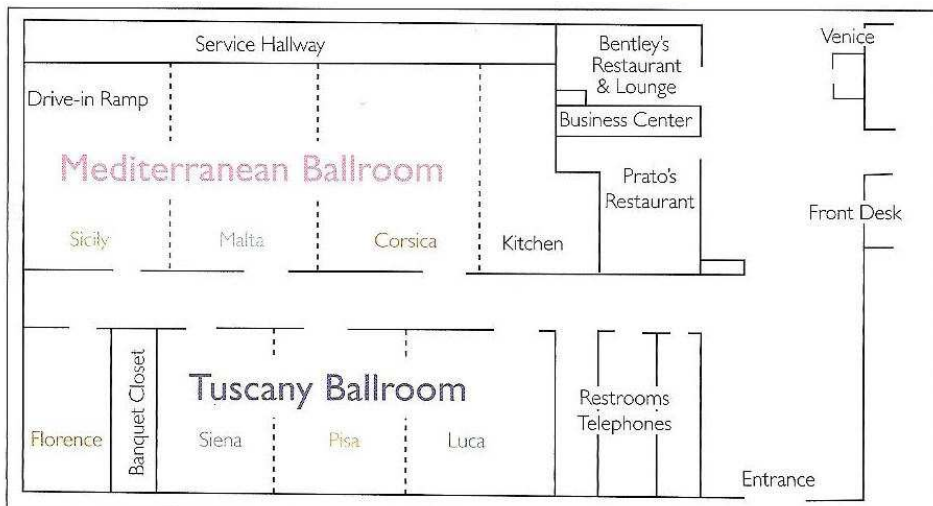 Service Hallway
Bentley's
Restaurant
& Lounge
Venice
Drive-in Ramp
Business Center
Mediterranean Ballroom
Prato's
Restaurant
Front Desk
Sicily
Malta
Corsica
Kitchen
Tuscany Ballroom
Banquet Closet
Restrooms
Telephones
Florence
Siena
Pisa
Luca
Entrance